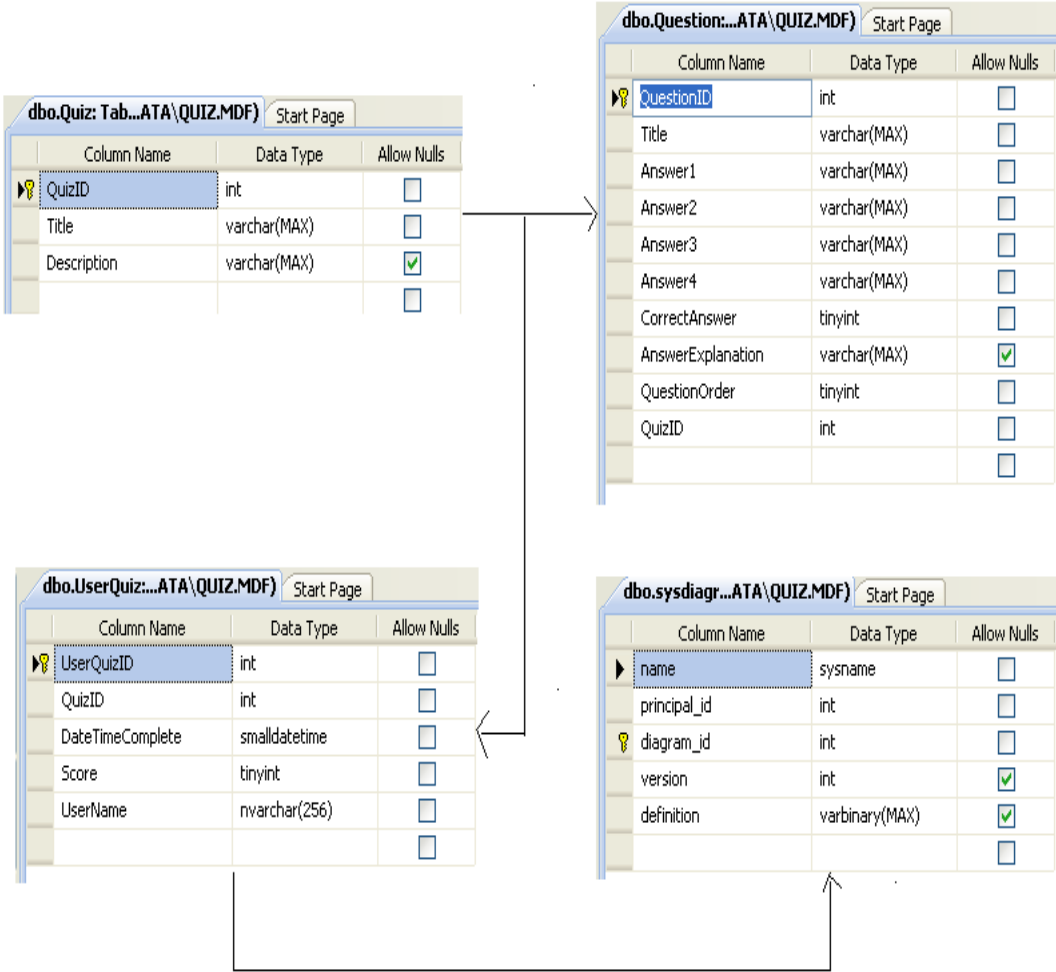 dbo.Quiz: Tab...ATA\QUIZ.MDF) Start Page
Column Name Data Type Allow Nulls
QuizID int
Title varchar(MAX)
Description varchar(MAX)
dbo.Question:...ATA\QUIZ.MDF) Start Page
Column Name Data Type Allow Nulls
QuestionID int
Title varchar(MAX)
Answer1 varchar(MAX)
Answer2 varchar(MAX)
Answer3 varchar(MAX)
Answer4 varchar(MAX)
CorrectAnswer tinyint
AnswerExplanation varchar(MAX)
QuestionOrder tinyint
QuizID int
dbo.UserQuiz:...ATA\QUIZ.MDF) Start Page
Column Name Data Type Allow Nulls
UserQuizID int
QuizID int
DateTimeComplete smalldatetime
Score tinyint
UserName nvarchar(256)
dbo.sysdiagr...ATA\QUIZ.MDF) Start Page
Column Name Data Type Allow Nulls
name sysname
principal_id int
diagram_id int
version int
definition varbinary(MAX)